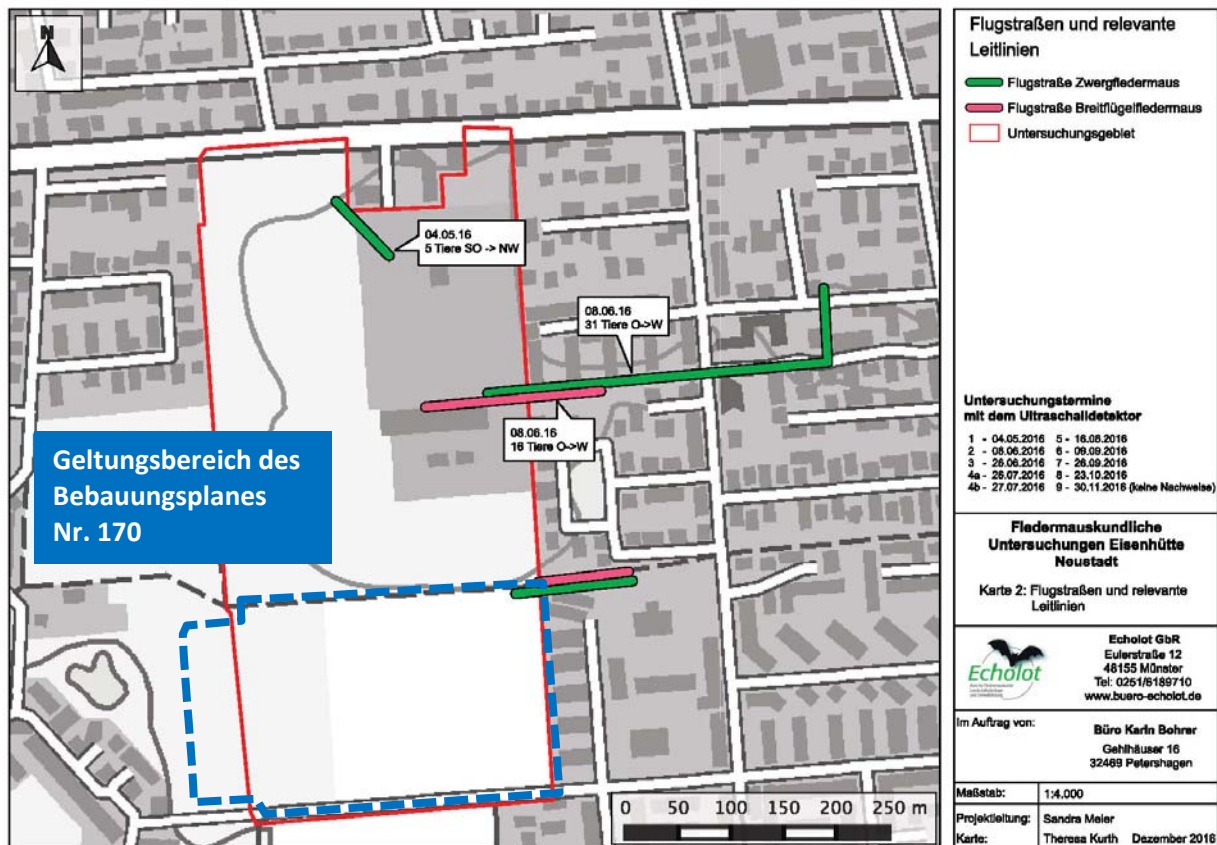 N
04.05.16
5 Tiere SO -> NW
08.06.16
31 Tiere O->W
08.06.16
16 Tiere O->W
Geltungsbereich des
Bebauungsplanes
Nr. 170
0 50 100 150 200 250 m
Flugstraßen und relevante
Leitlinien
Flugstraße Zwergfledermaus
Flugstraße Breitflügelfledermaus
Untersuchungsgebiet
Untersuchungstermine
mit dem Ultraschalldetektor
1 - 04.05.2016 5 - 16.08.2016
2 - 08.06.2016 6 - 09.09.2016
3 - 25.06.2016 7 - 26.09.2016
4a - 26.07.2016 8 - 23.10.2016
4b - 27.07.2016 9 - 30.11.2016 (keine Nachweise)
Fledermauskundliche
Untersuchungen Eisenhütte
Neustadt
Karte 2: Flugstraßen und relevante
Leitlinien
Echolot
Echolot GbR
Eulerstraße 12
48155 Münster
Tel: 0251/6189710
www.buero-echolot.de
Im Auftrag von:
Büro Karin Bohrer
Gehlhäuser 16
32469 Petershagen
Maßstab: 1:4.000
Projektleitung: Sandra Meier
Karte: Theresa Kurth Dezember 2016